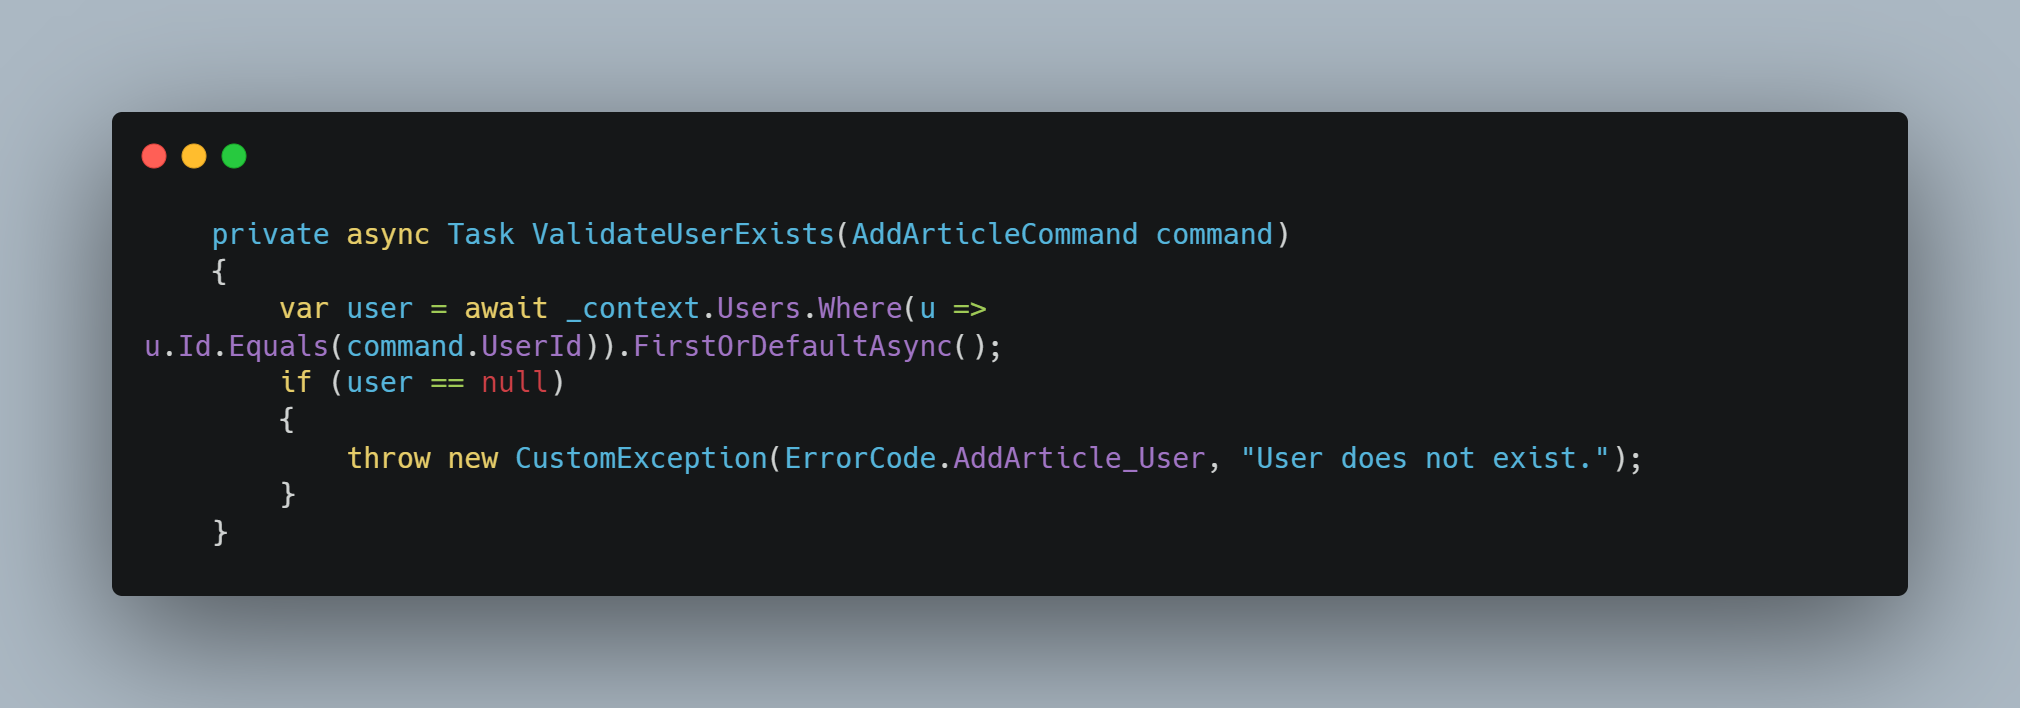 private async Task ValidateUserExists(AddArticleCommand command)
{
var user = await _context.Users.Where(u =>
u.Id.Equals(command.UserId)).FirstOrDefaultAsync();
if (user == null)
{
throw new CustomException(ErrorCode.AddArticle_User, "User does not exist.");
}
}